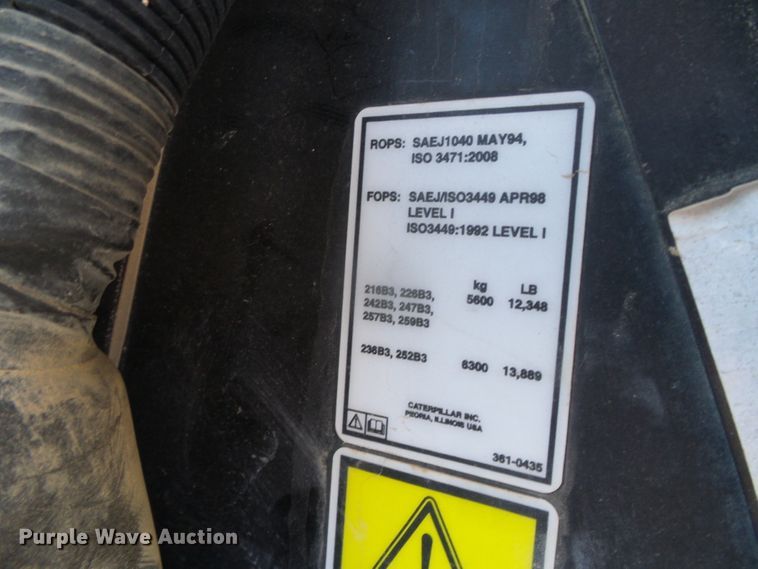 ROPS: SAEJ1040 MAY94,
ISO 3471:2008
FOPS: SAEJ/ISO3449 APR98
LEVEL I
ISO3449:1992 LEVEL I
kg LB
216B3, 226B3, 5600 12,348
242B3, 247B3,
257B3, 259B3
236B3, 252B3 6300 13,889
CATERPILLAR INC.
PEORIA, ILLINOIS USA
361-0435
Purple Wave Auction